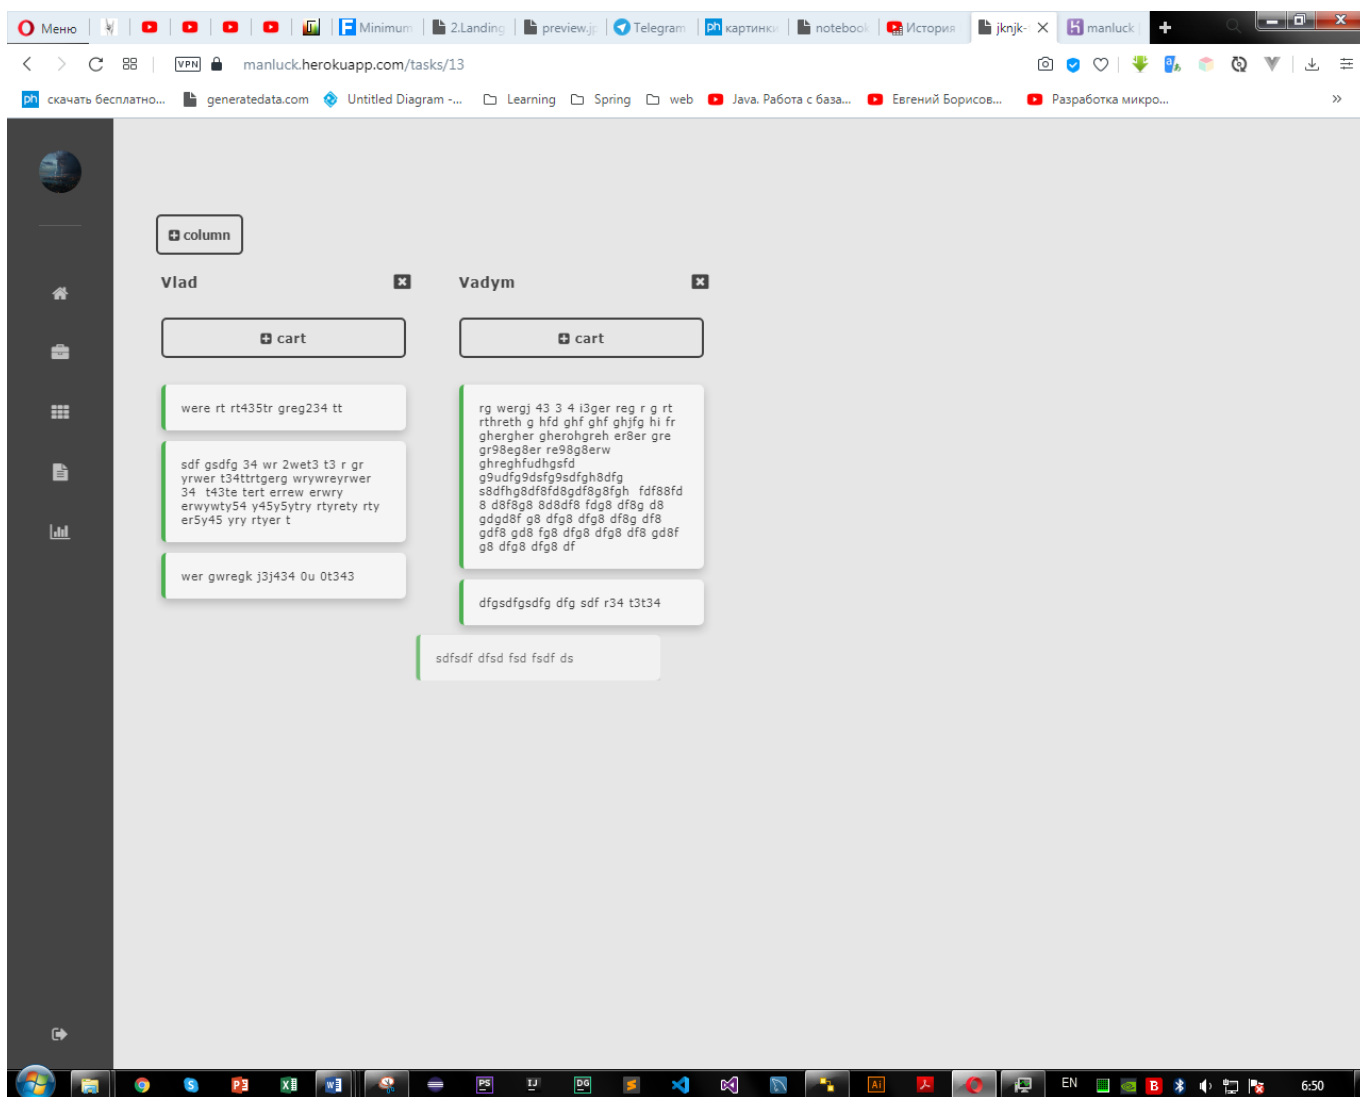 Меню
Minimum
2.Landing
preview.jp
Telegram
картинки
notebook
История
jknjk-
manluck
VPN
manluck.herokuapp.com/tasks/13
ph скачать бесплатно...
generatedata.com
Untitled Diagram -...
Learning
Spring
web
Java. Работа с база...
Евгений Борисов...
Разработка микро...
column
Vlad
Vadym
cart
cart
were rt rt435tr greg234 tt
sdf gsdfg 34 wr 2wet3 t3 r gr
yrwer t34ttrtgerg wrywreyrwer
34  t43te tert errew erwry
erwywty54 y45y5ytry rtyrety rty
er5y45 yry rtyer t
wer gwregk j3j434 0u 0t343
rg wergj 43 3 4 i3ger reg r g rt
rthreth g hfd ghf ghf ghjfg hi fr
ghergher gherohgreh er8er gre
gr98eg8er re98g8erw
ghreghfudhgsfd
g9udfg9dsfg9sdfgh8dfg
s8dfhg8df8fd8gdf8g8fgh  fdf88fd
8 d8f8g8 8d8df8 fdg8 df8g d8
gdgd8f g8 dfg8 dfg8 df8g df8
gdf8 gd8 fg8 dfg8 dfg8 df8 gd8f
g8 dfg8 dfg8 df
dfgsdfgsdfg dfg sdf r34 t3t34
sdfsdf dfsd fsd fsdf ds
EN
6:50